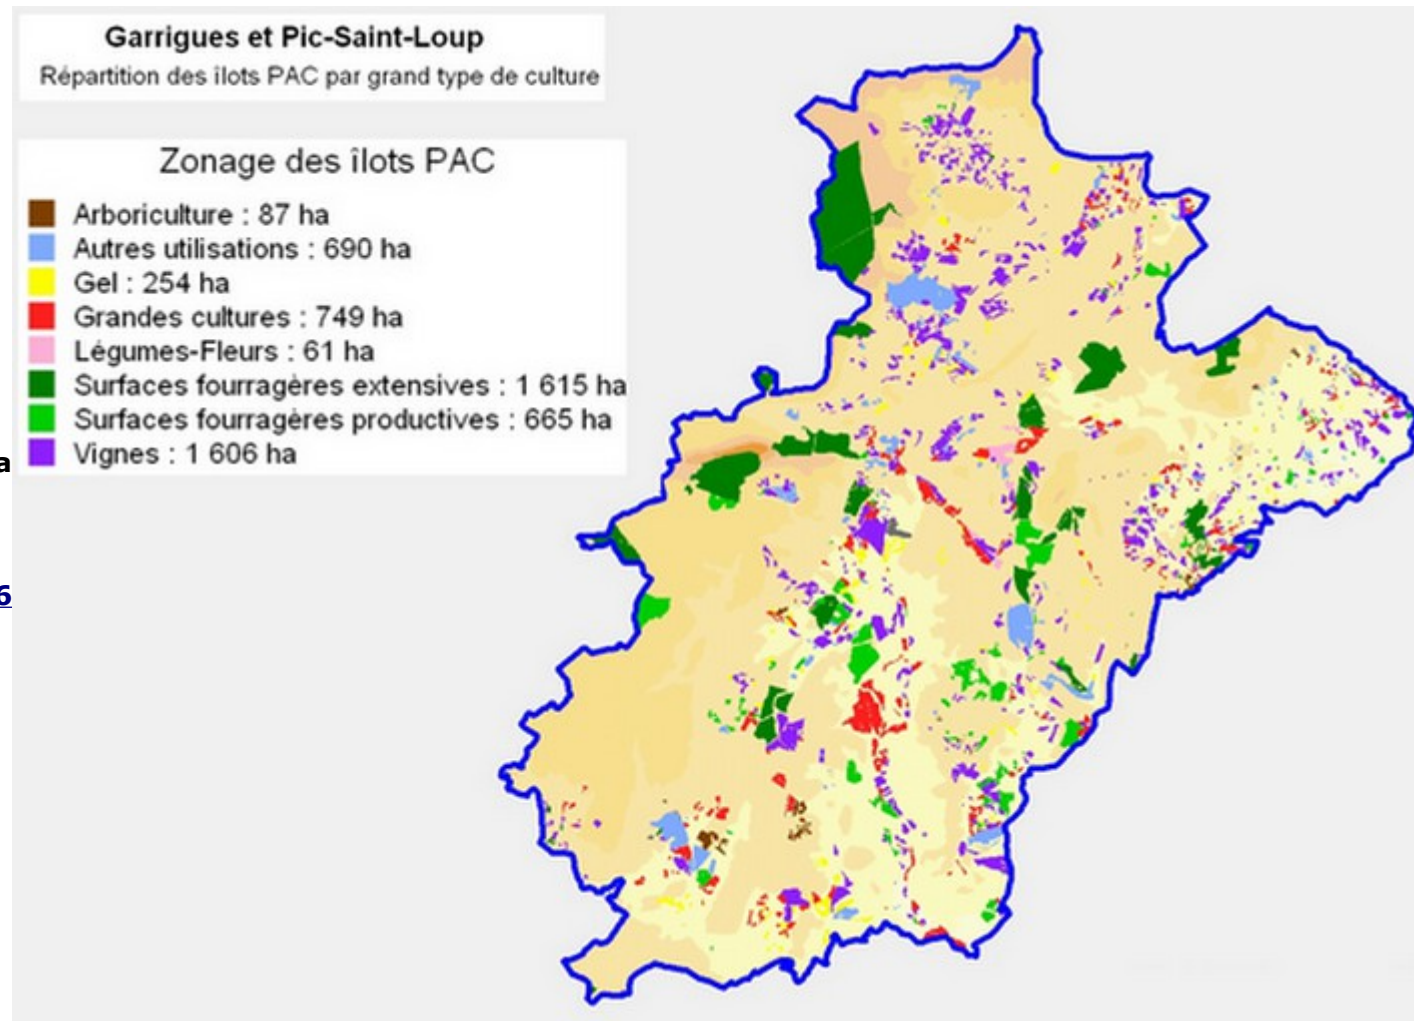 Garrigues et Pic-Saint-Loup
Répartition des îlots PAC par grand type de culture
Zonage des îlots PAC
Arboriculture : 87 ha
Autres utilisations : 690 ha
Gel : 254 ha
Grandes cultures : 749 ha
Légumes-Fleurs : 61 ha
Surfaces fourragères extensives : 1 615 ha
Surfaces fourragères productives : 665 ha
Vignes : 1 606 ha
a
6